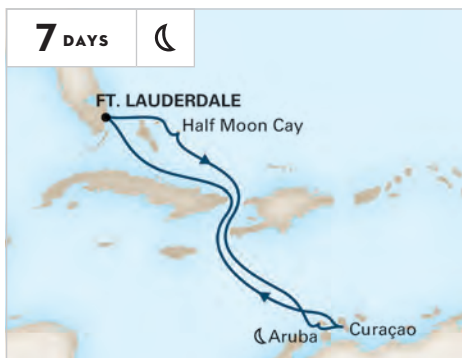 7 DAYS
FT. LAUDERDALE
Half Moon Cay
Aruba
Curaçao